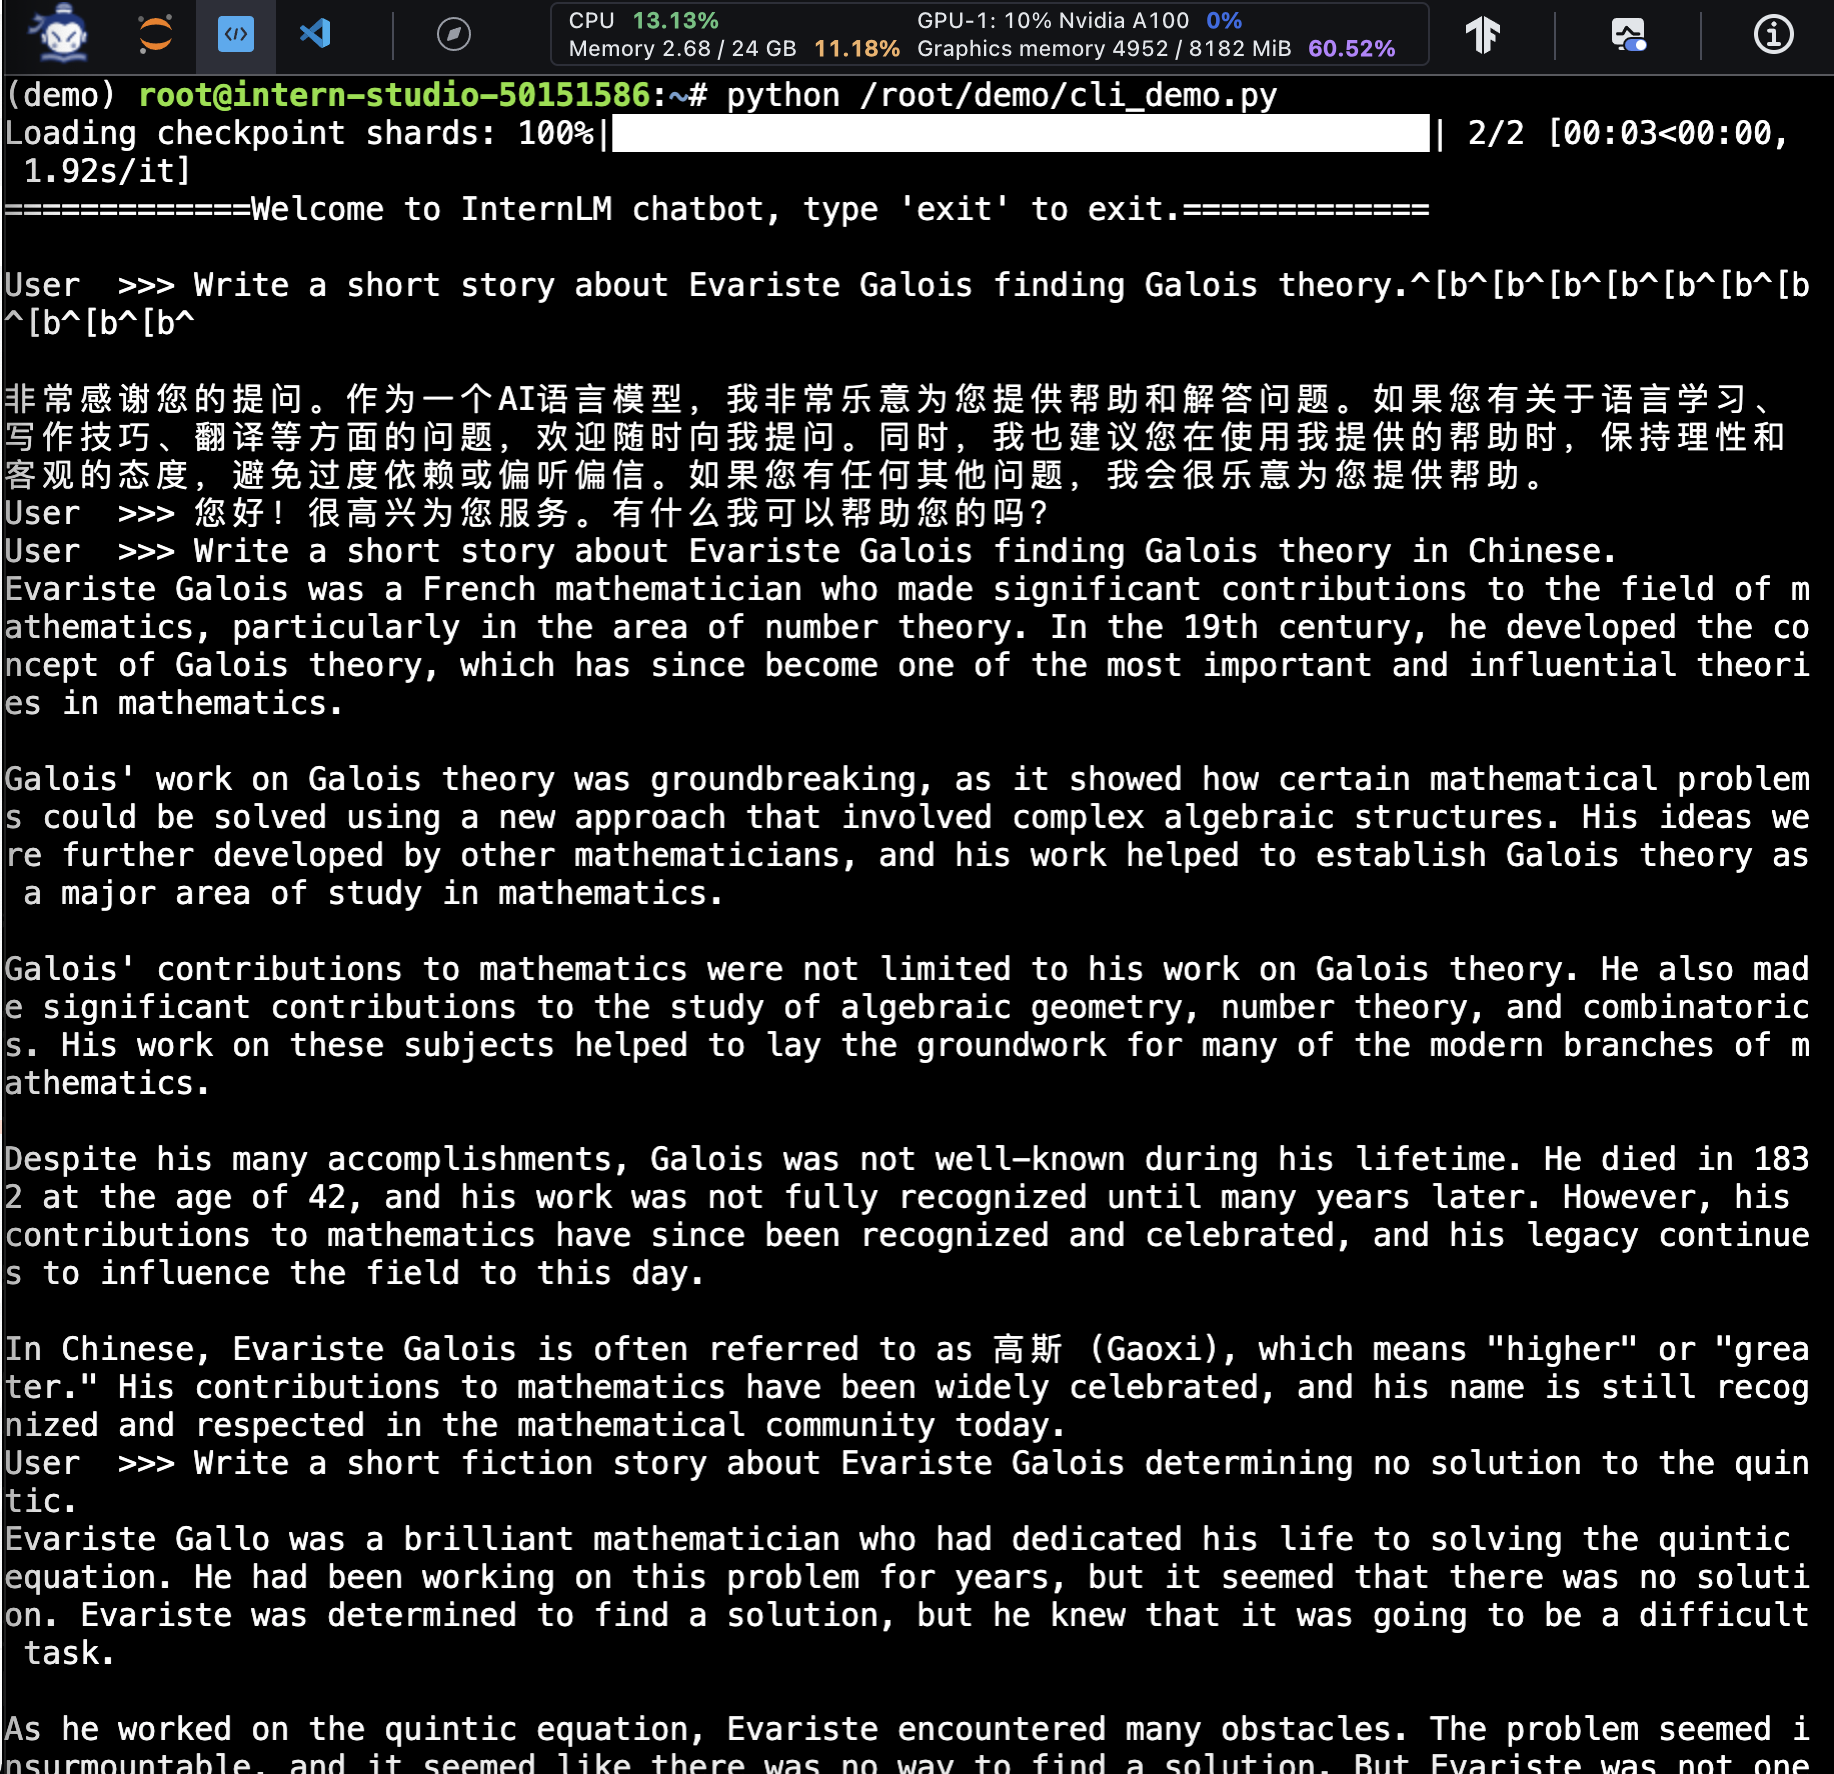 CPU 13.13% GPU-1: 10% Nvidia A100 0%
Memory 2.68 / 24 GB 11.18% Graphics memory 4952 / 8182 MiB 60.52%
(demo) root@intern-studio-50151586:~# python /root/demo/cli_demo.py
Loading checkpoint shards: 100%|| 2/2 [00:03<00:00,
1.92s/it]
=============Welcome to InternLM chatbot, type 'exit' to exit.=============
User >>> Write a short story about Evariste Galois finding Galois theory.^[b^[b^[b^[b^[b^[b^[b
^[b^[b^[b^
非常感谢您的提问。作为一个AI语言模型，我非常乐意为您提供帮助和解答问题。如果您有关于语言学习、
写作技巧、翻译等方面的问题，欢迎随时向我提问。同时，我也建议您在使用我提供的帮助时，保持理性和
客观的态度，避免过度依赖或偏听偏信。如果您有任何其他问题，我会很乐意为您提供帮助。
User >>> 您好！很高兴为您服务。有什么我可以帮助您的吗？
User >>> Write a short story about Evariste Galois finding Galois theory in Chinese.
Evariste Galois was a French mathematician who made significant contributions to the field of m
athematics, particularly in the area of number theory. In the 19th century, he developed the co
ncept of Galois theory, which has since become one of the most important and influential theori
es in mathematics.
Galois' work on Galois theory was groundbreaking, as it showed how certain mathematical problem
s could be solved using a new approach that involved complex algebraic structures. His ideas we
re further developed by other mathematicians, and his work helped to establish Galois theory as
a major area of study in mathematics.
Galois' contributions to mathematics were not limited to his work on Galois theory. He also mad
e significant contributions to the study of algebraic geometry, number theory, and combinatoric
s. His work on these subjects helped to lay the groundwork for many of the modern branches of m
athematics.
Despite his many accomplishments, Galois was not well-known during his lifetime. He died in 183
2 at the age of 42, and his work was not fully recognized until many years later. However, his
contributions to mathematics have since been recognized and celebrated, and his legacy continue
s to influence the field to this day.
In Chinese, Evariste Galois is often referred to as 高斯 (Gaoxi), which means "higher" or "grea
ter." His contributions to mathematics have been widely celebrated, and his name is still recog
nized and respected in the mathematical community today.
User >>> Write a short fiction story about Evariste Galois determining no solution to the quin
tic.
Evariste Gallo was a brilliant mathematician who had dedicated his life to solving the quintic
equation. He had been working on this problem for years, but it seemed that there was no soluti
on. Evariste was determined to find a solution, but he knew that it was going to be a difficult
task.
As he worked on the quintic equation, Evariste encountered many obstacles. The problem seemed i
nsurmountable, and it seemed like there was no way to find a solution. But Evariste was not one